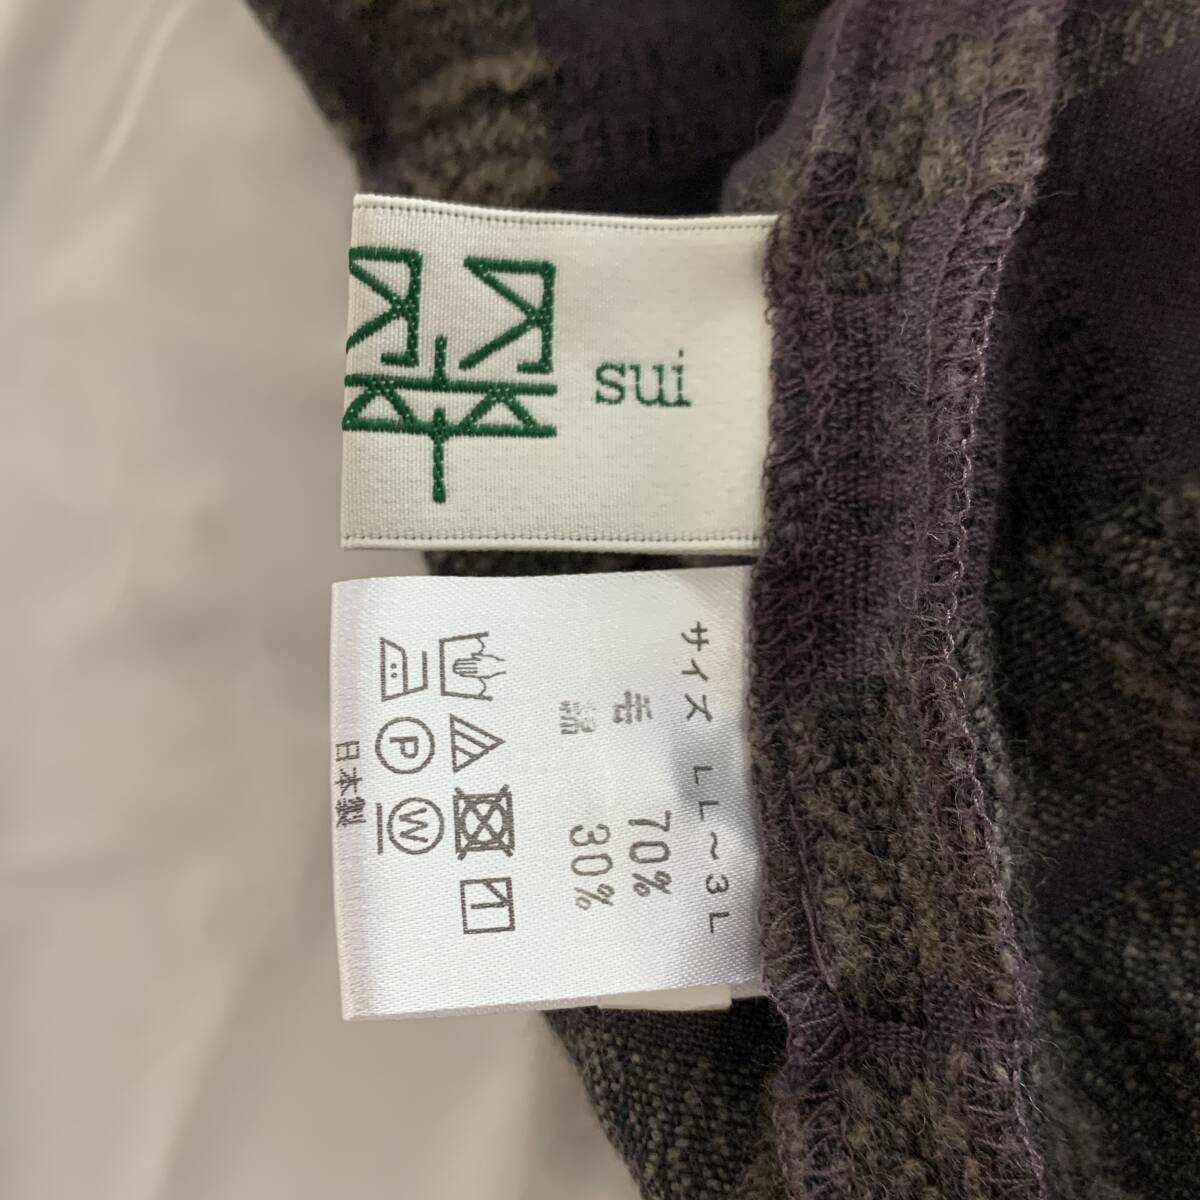 sui
サイズ LL~3L
毛 70%
綿 30%
P W
日本製